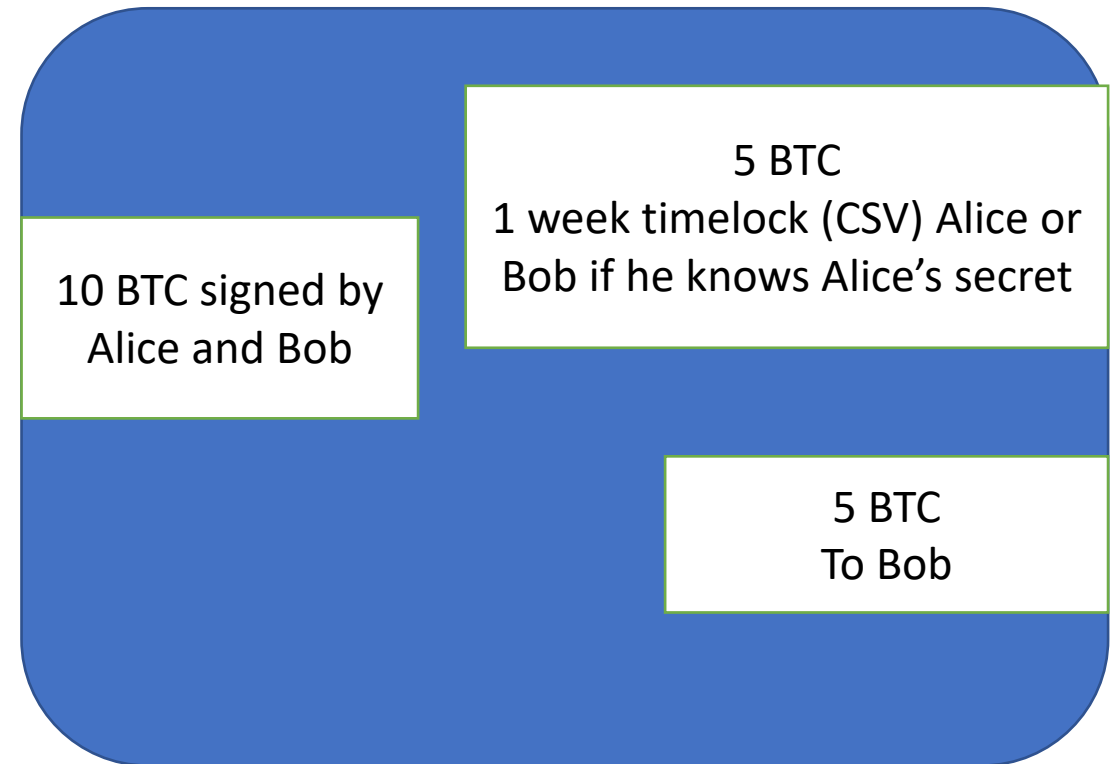 5 BTC
1 week timelock (CSV) Alice or
Bob if he knows Alice’s secret
10 BTC signed by
Alice and Bob
5 BTC
To Bob